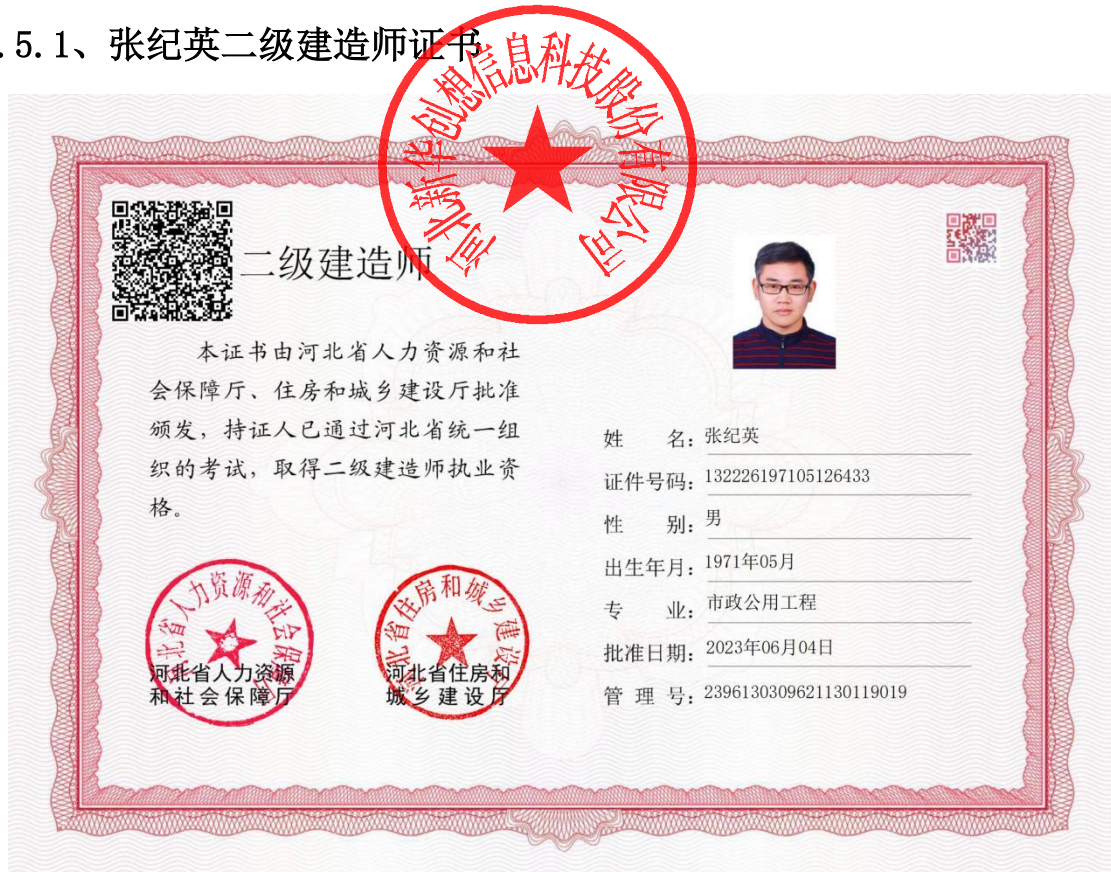 .5.1、张纪英二级建造师证书
河北新华创想信息科技股份有限公司
二级建造师
本证书由河北省人力资源和社
会保障厅、住房和城乡建设厅批准
颁发，持证人已通过河北省统一组
织的考试，取得二级建造师执业资
格。
河北省人力资源和社会保障厅
河北省人力资源
和社会保障厅
河北省住房和城乡建设厅
河北省住房和
城乡建设厅
姓名：张纪英
证件号码：132226197105126433
性别：男
出生年月：1971年05月
专业：市政公用工程
批准日期：2023年06月04日
管理号：2396130309621130119019